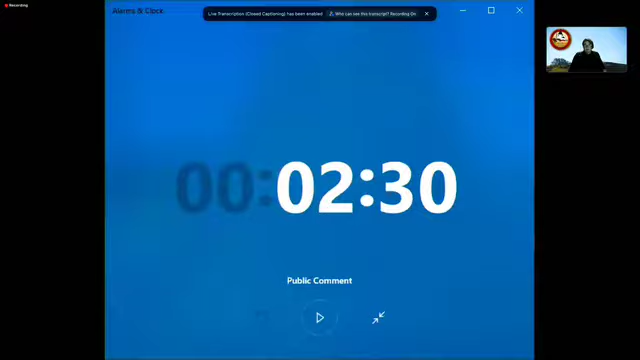 Recording
Alarms & Clock
Live Transcription (Closed Captioning) has been enabled
Who can see this transcript? Recording On
00:02:30
Public Comment